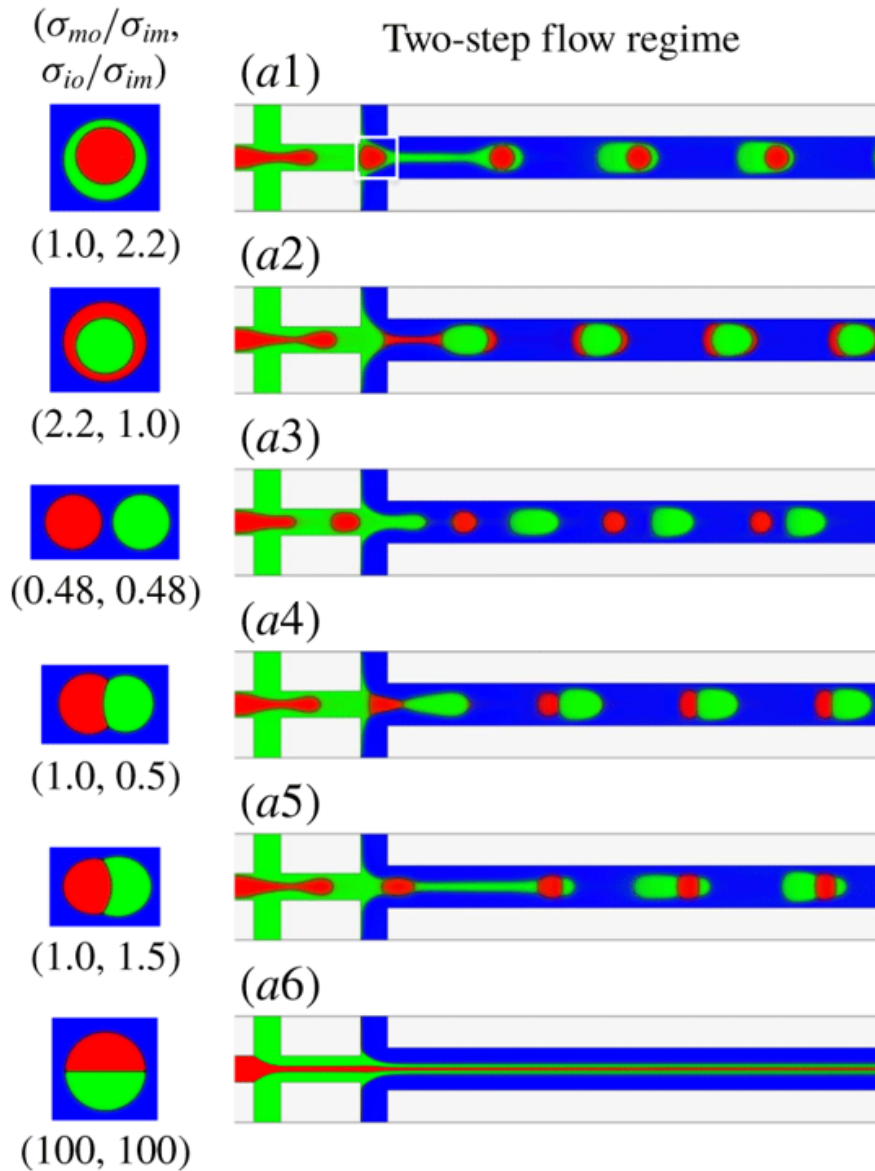 (σmo/σim,
σio/σim)
Two-step flow regime
(a1)
(1.0, 2.2)
(a2)
(2.2, 1.0)
(a3)
(0.48, 0.48)
(a4)
(1.0, 0.5)
(a5)
(1.0, 1.5)
(a6)
(100, 100)